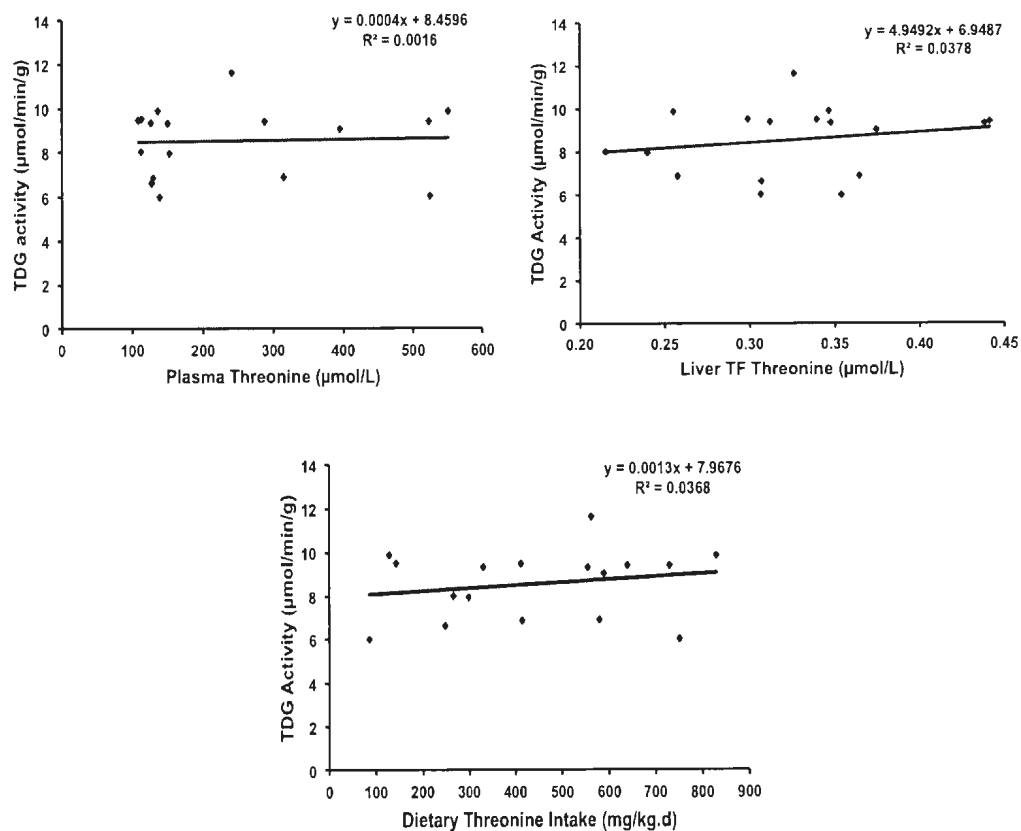 y = 0.0004x + 8.4596
R² = 0.0016
14
12
10
8
6
4
2
0
TDG activity (µmol/min/g)
0 100 200 300 400 500 600
Plasma Threonine (µmol/L)
y = 4.9492x + 6.9487
R² = 0.0378
14
12
10
8
6
4
2
0
TDG Activity (µmol/min/g)
0.20 0.25 0.30 0.35 0.40 0.45
Liver TF Threonine (µmol/L)
y = 0.0013x + 7.9676
R² = 0.0368
14
12
10
8
6
4
2
0
TDG Activity (µmol/min/g)
0 100 200 300 400 500 600 700 800 900
Dietary Threonine Intake (mg/kg.d)